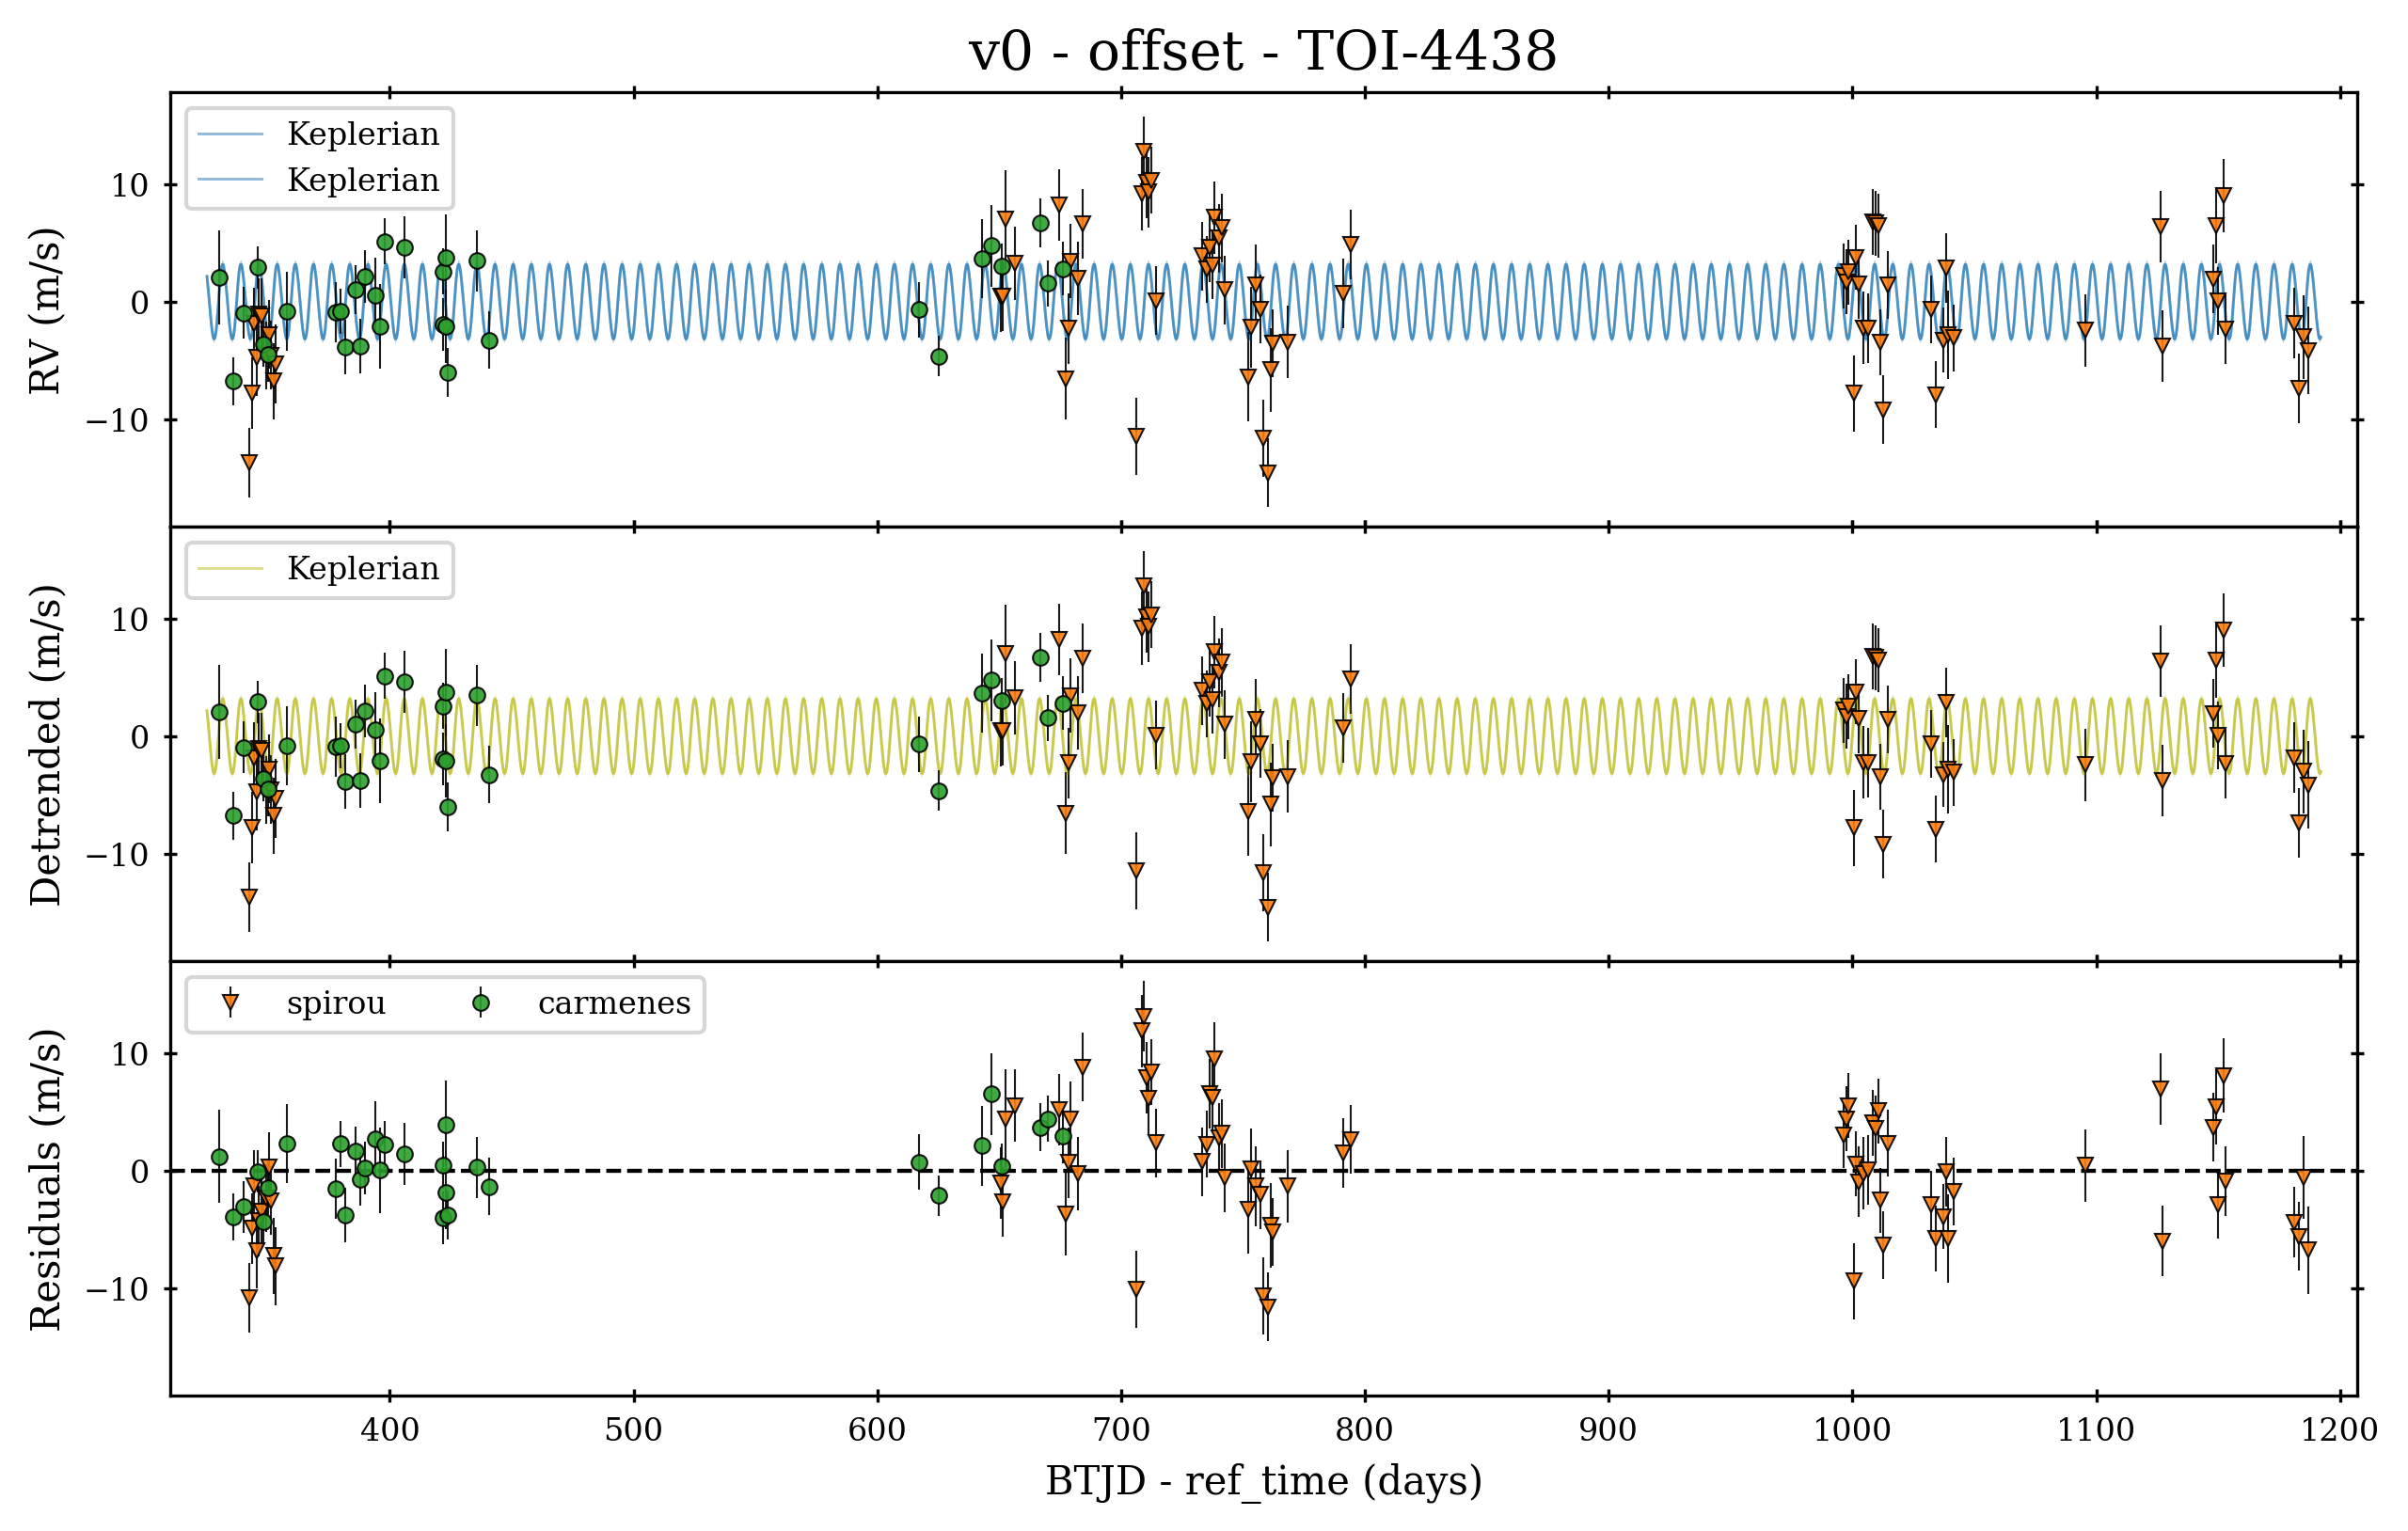 v0 - offset - TOI-4438
Keplerian
Keplerian
10
0
−10
RV (m/s)
Keplerian
10
0
−10
Detrended (m/s)
spirou carmenes
10
0
−10
Residuals (m/s)
400 500 600 700 800 900 1000 1100 1200
BTJD - ref_time (days)